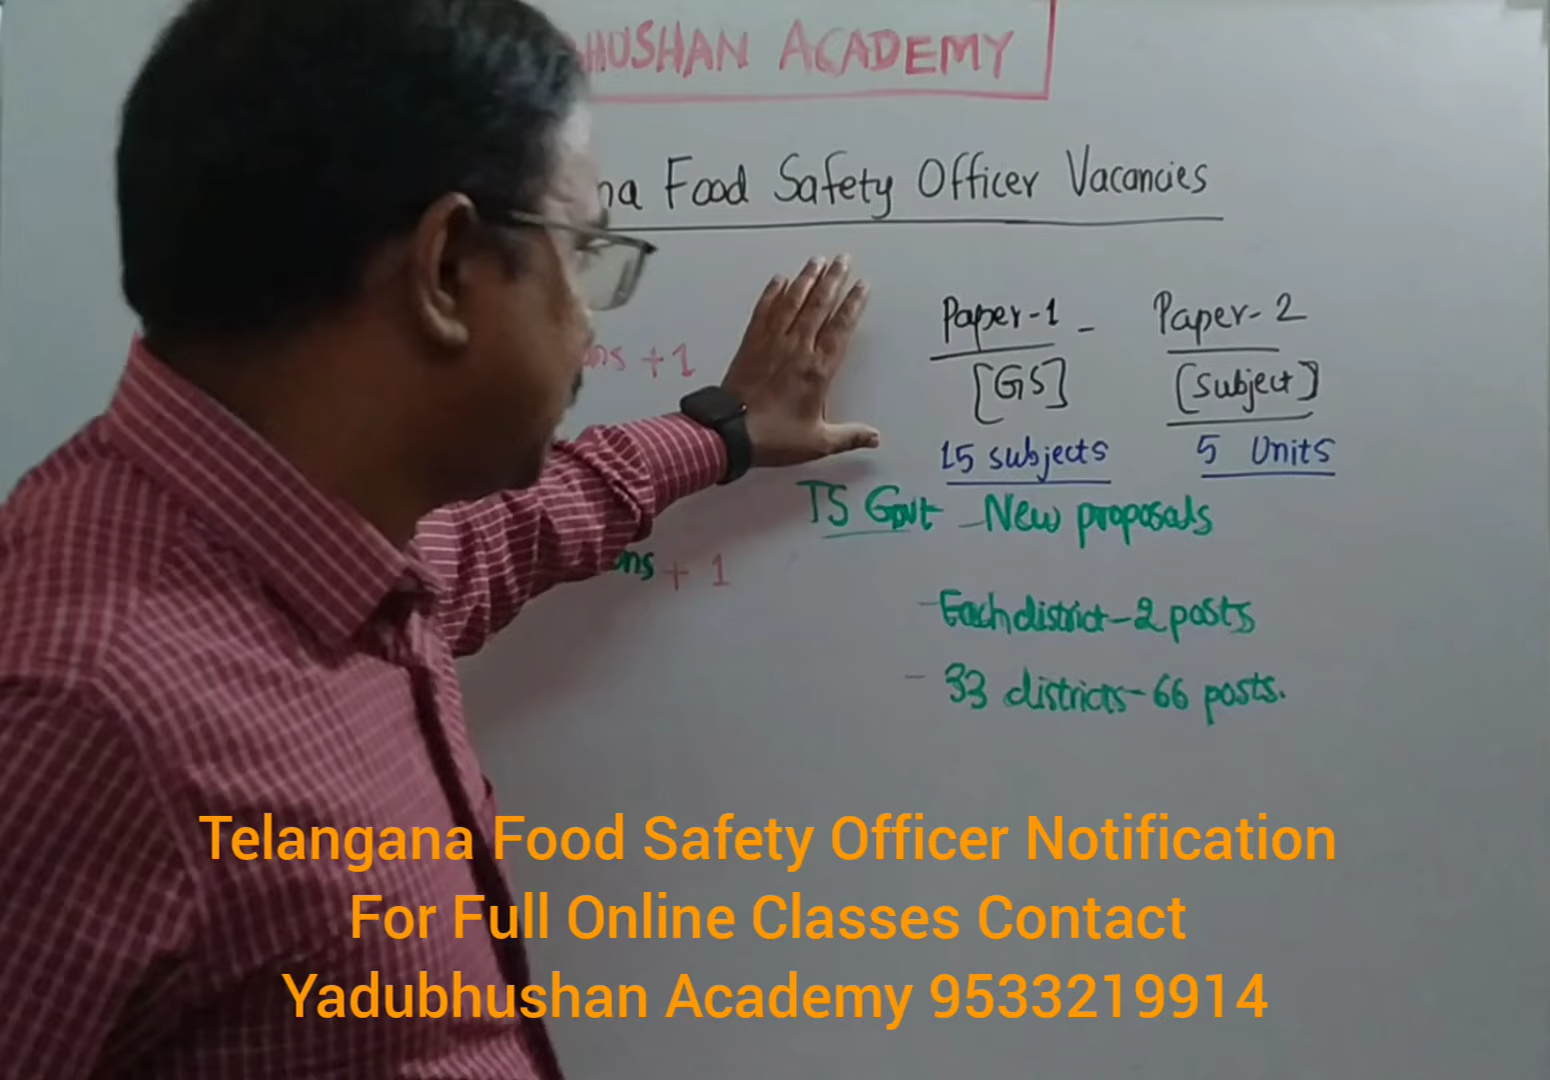 HUSHAN ACADEMY
na Food Safety Officer Vacancies
Paper-1 - Paper-2
[GS] [Subject]
ns +1
15 subjects 5 Units
TS Govt - New proposals
ns + 1
- Each district - 2 posts
- 33 districts - 66 posts.
Telangana Food Safety Officer Notification
For Full Online Classes Contact
Yadubhushan Academy 9533219914